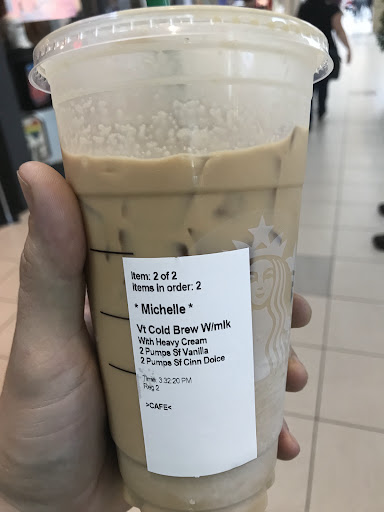 Item: 2 of 2
Items in order: 2
* Michelle *
Vt Cold Brew W/mlk
With Heavy Cream
2 Pumps Sf Vanilla
2 Pumps Sf Cinn Dolce
Time: 3:32:20 PM
Reg 2
>CAFE<